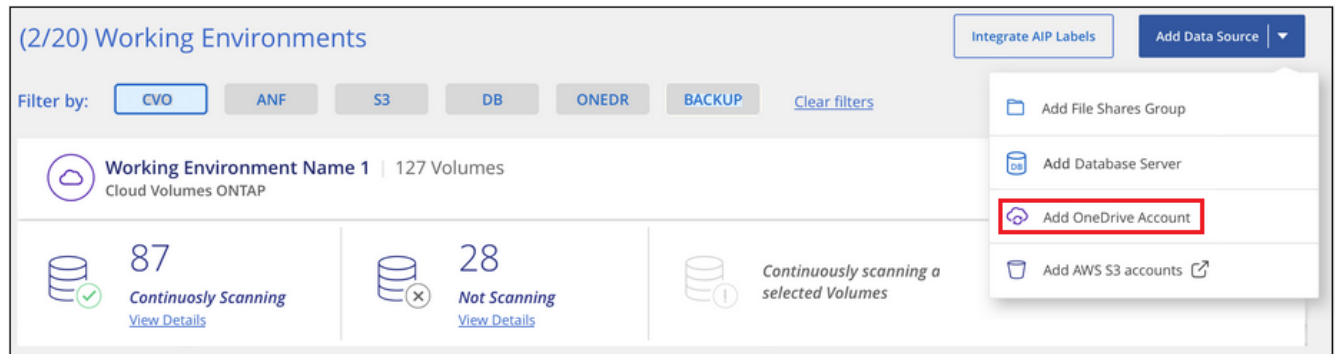 (2/20) Working Environments
Integrate AIP Labels
Add Data Source
Filter by: CVO ANF S3 DB ONEDR BACKUP Clear filters
Add File Shares Group
DB Add Database Server
Add OneDrive Account
Add AWS S3 accounts
Working Environment Name 1 | 127 Volumes
Cloud Volumes ONTAP
87
Continuosly Scanning
View Details
28
Not Scanning
View Details
Continuously scanning a
selected Volumes